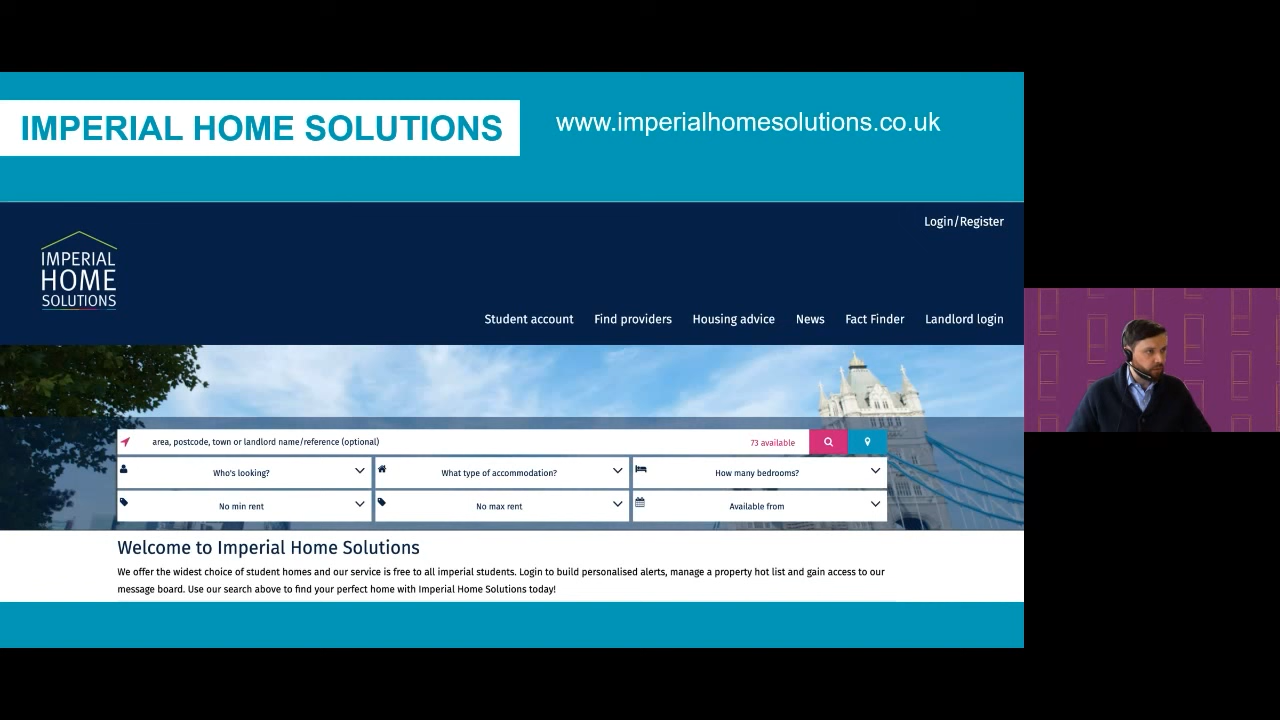 IMPERIAL HOME SOLUTIONS
www.imperialhomesolutions.co.uk
Login/Register
IMPERIAL
HOME
SOLUTIONS
Student account Find providers Housing advice News Fact Finder Landlord login
area, postcode, town or landlord name/reference (optional) 73 available
Who's looking? What type of accommodation? How many bedrooms?
No min rent No max rent Available from
Welcome to Imperial Home Solutions
We offer the widest choice of student homes and our service is free to all imperial students. Login to build personalised alerts, manage a property hot list and gain access to our
message board. Use our search above to find your perfect home with Imperial Home Solutions today!